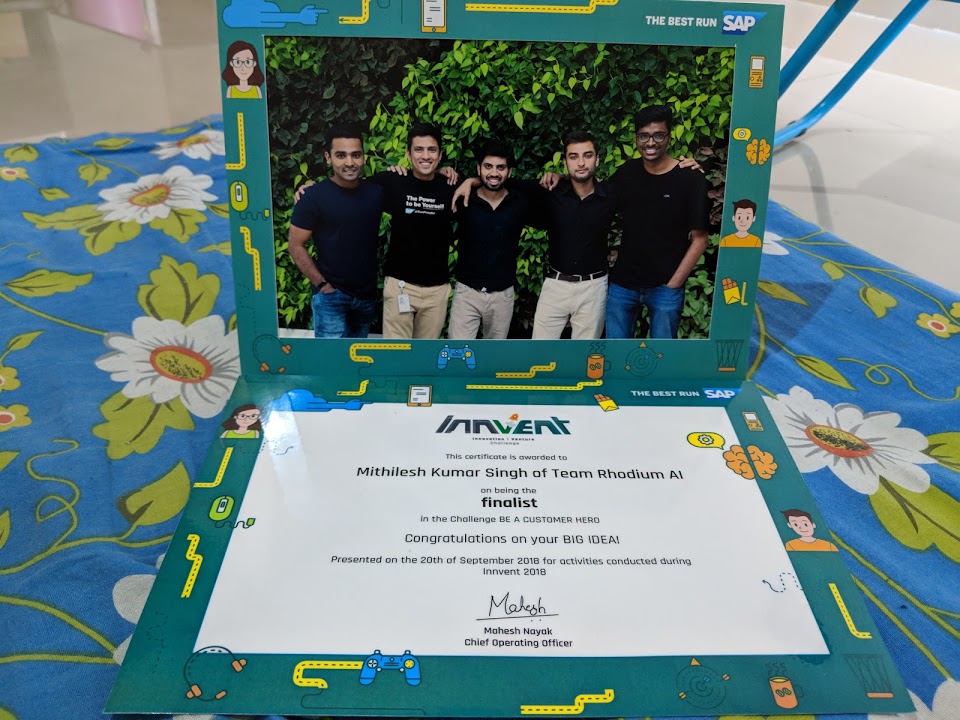 THE BEST RUN SAP
The Power
to be Yourself
THE BEST RUN SAP
Innvent
Innovation | Venture
Challenge
This certificate is awarded to
Mithilesh Kumar Singh of Team Rhodium AI
on being the
finalist
in the Challenge BE A CUSTOMER HERO
Congratulations on your BIG IDEA!
Presented on the 20th of September 2018 for activities conducted during
Innvent 2018
Mahesh
Mahesh Nayak
Chief Operating Officer